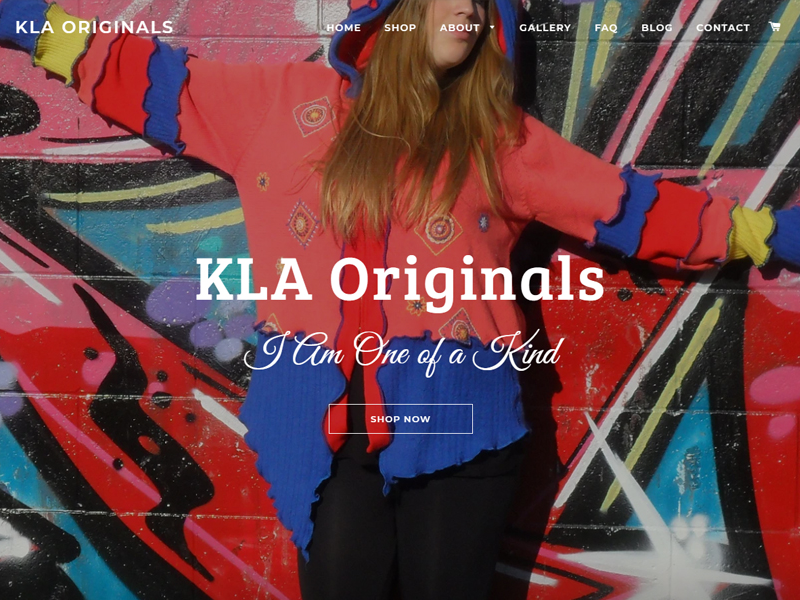 KLA ORIGINALS
HOME SHOP ABOUT GALLERY FAQ BLOG CONTACT
KLA Originals
I Am One of a Kind
SHOP NOW